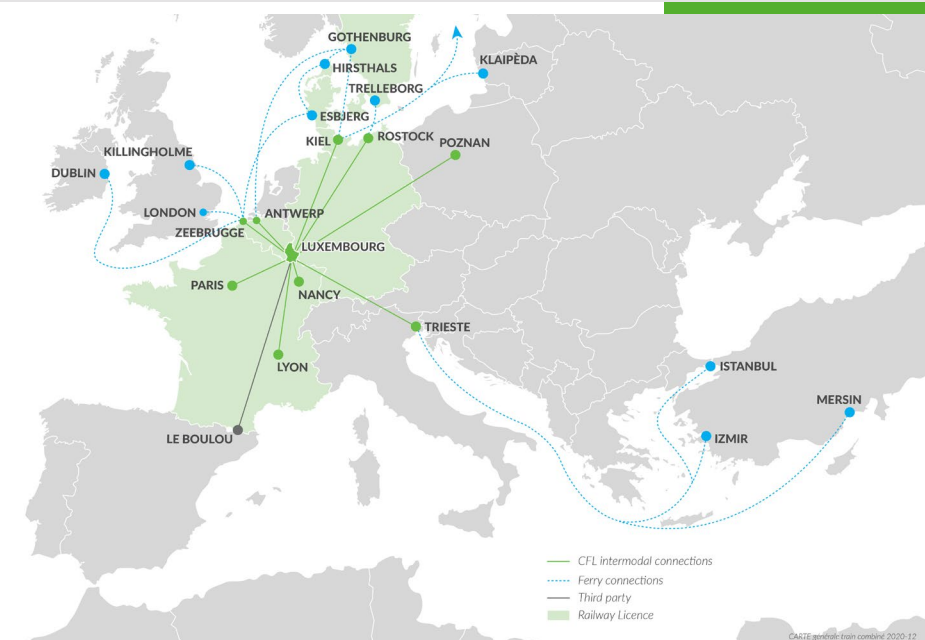 GOTHENBURG
KLAIPÈDA
HIRSTHALS
TRELLEBORG
ESBJERG
ROSTOCK
KIEL
POZNAN
KILLINGHOLME
DUBLIN
LONDON
ANTWERP
ZEEBRUGGE
LUXEMBOURG
PARIS
NANCY
TRIESTE
LYON
ISTANBUL
MERSIN
LE BOULOU
IZMIR
CFL intermodal connections
Ferry connections
Third party
Railway Licence
CARTE générale train combiné 2020-12